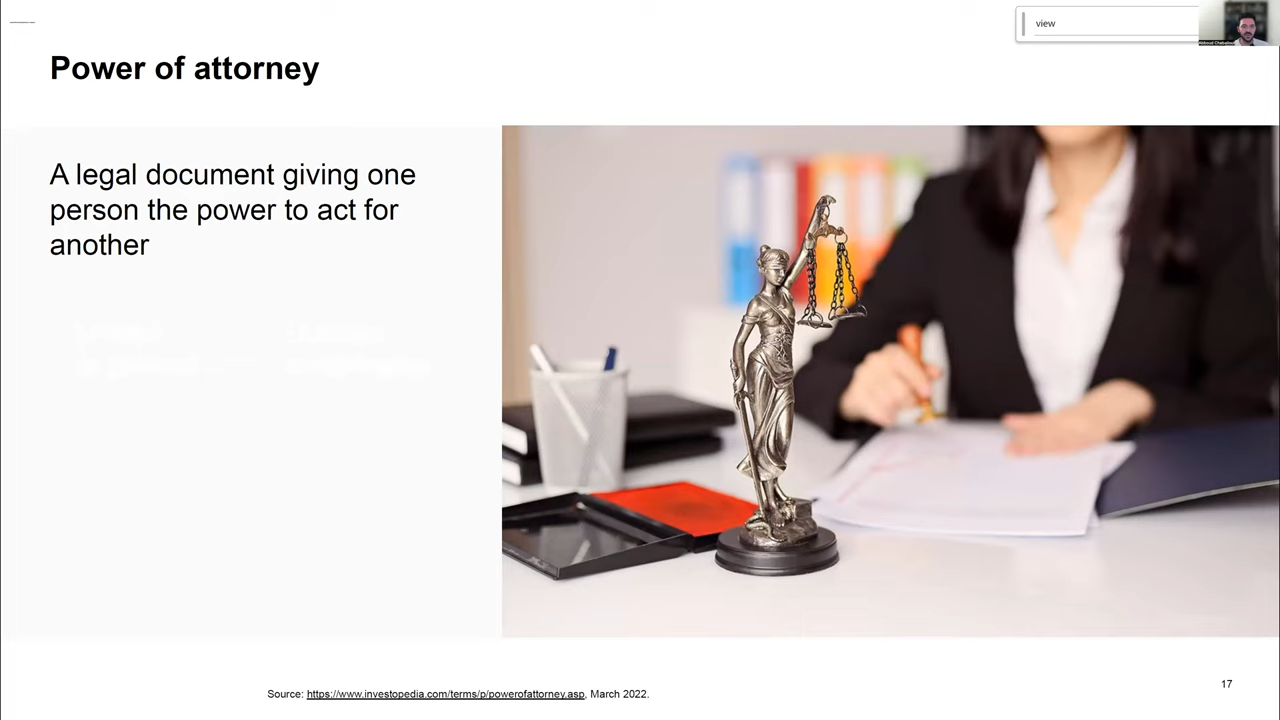 view
Power of attorney
A legal document giving one
person the power to act for
another
Source: https://www.investopedia.com/terms/p/powerofattorney.asp, March 2022.
17